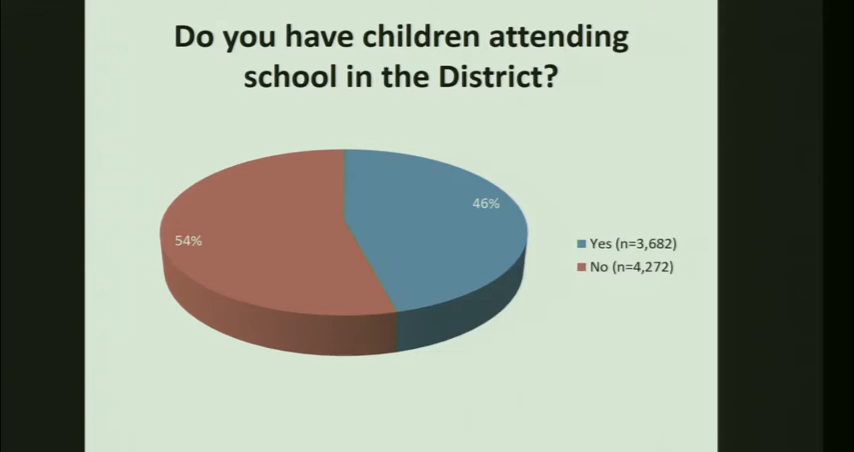 Do you have children attending
school in the District?
46%
54%
Yes (n=3,682)
No (n=4,272)